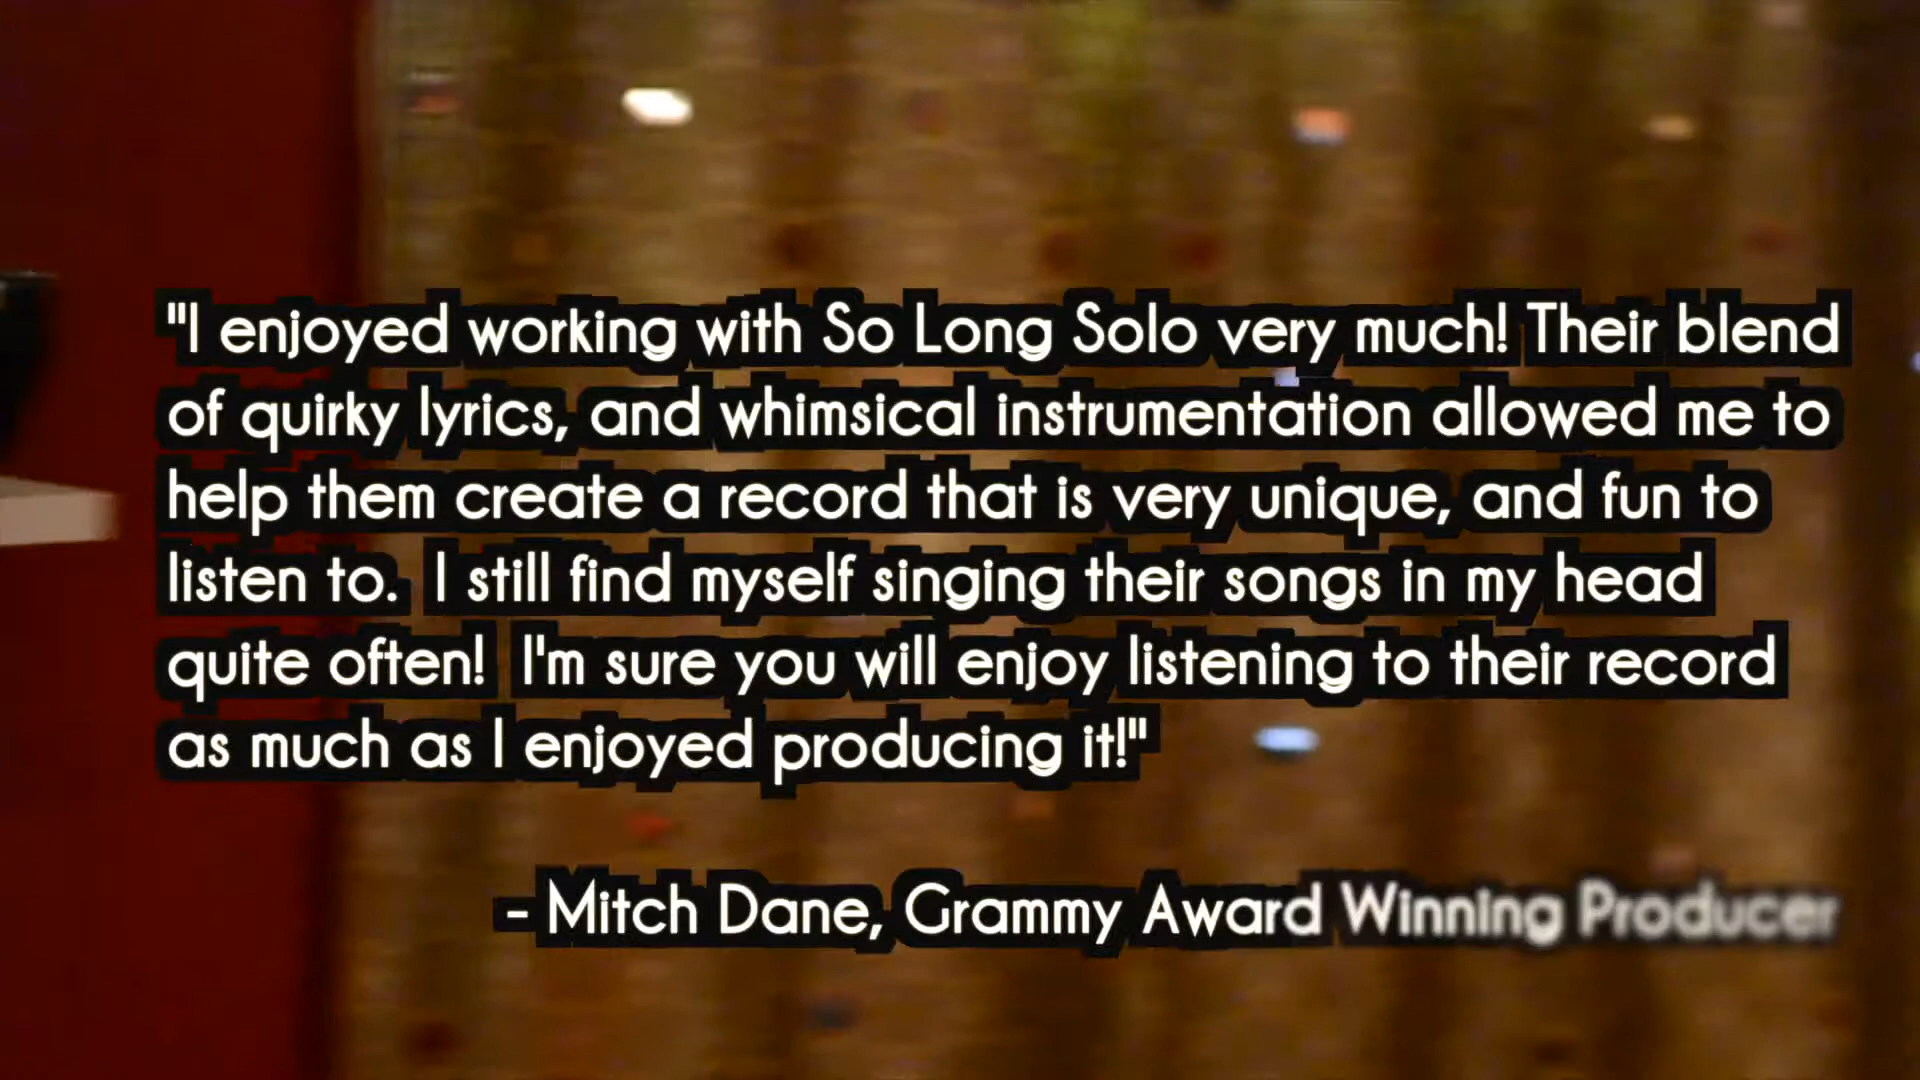 "I enjoyed working with So Long Solo very much! Their blend
of quirky lyrics, and whimsical instrumentation allowed me to
help them create a record that is very unique, and fun to
listen to.  I still find myself singing their songs in my head
quite often!  I'm sure you will enjoy listening to their record
as much as I enjoyed producing it!"
- Mitch Dane, Grammy Award Winning Producer